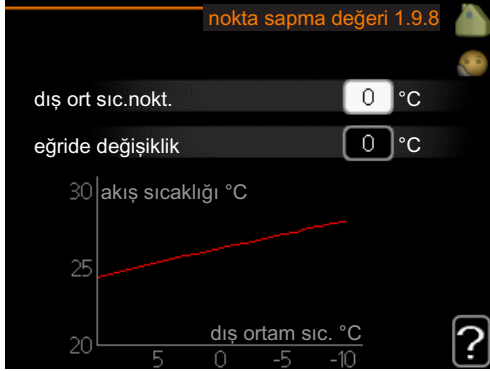 nokta sapma değeri 1.9.8
dış ort sıc.nokt. 0 °C
eğride değişiklik 0 °C
30 akış sıcaklığı °C
25
dış ortam sıc. °C
20
5 0 -5 -10
?